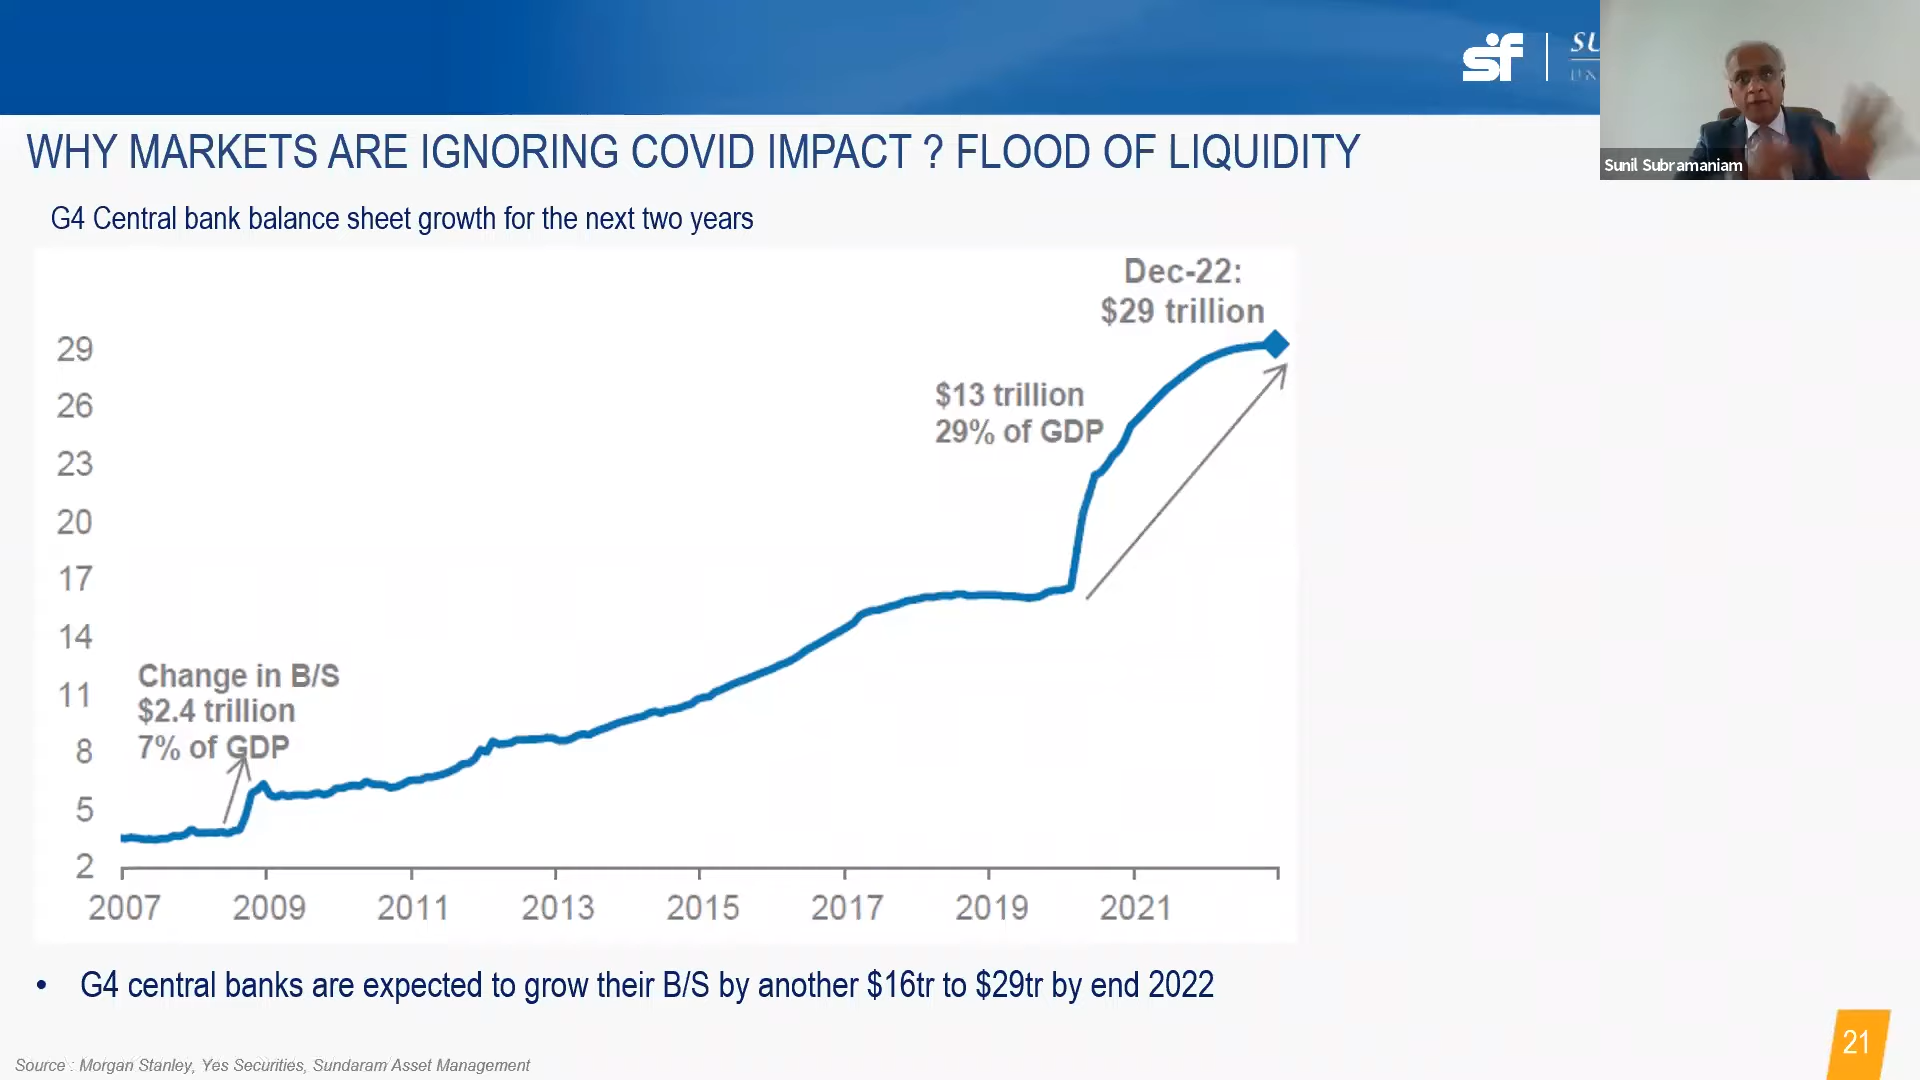 sf
SU
Sunil Subramaniam
WHY MARKETS ARE IGNORING COVID IMPACT ? FLOOD OF LIQUIDITY
G4 Central bank balance sheet growth for the next two years
Dec-22:
$29 trillion
29
26
23
20
17
14
11
8
5
2
$13 trillion
29% of GDP
Change in B/S
$2.4 trillion
7% of GDP
2007 2009 2011 2013 2015 2017 2019 2021
• G4 central banks are expected to grow their B/S by another $16tr to $29tr by end 2022
21
Source : Morgan Stanley, Yes Securities, Sundaram Asset Management